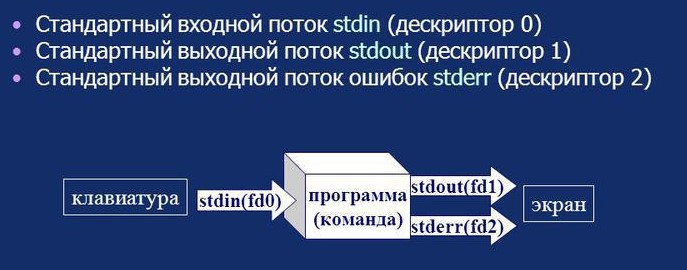 • Стандартный входной поток stdin (дескриптор 0)
• Стандартный выходной поток stdout (дескриптор 1)
• Стандартный выходной поток ошибок stderr (дескриптор 2)
клавиатура
stdin(fd0)
программа
(команда)
stdout(fd1)
stderr(fd2)
экран